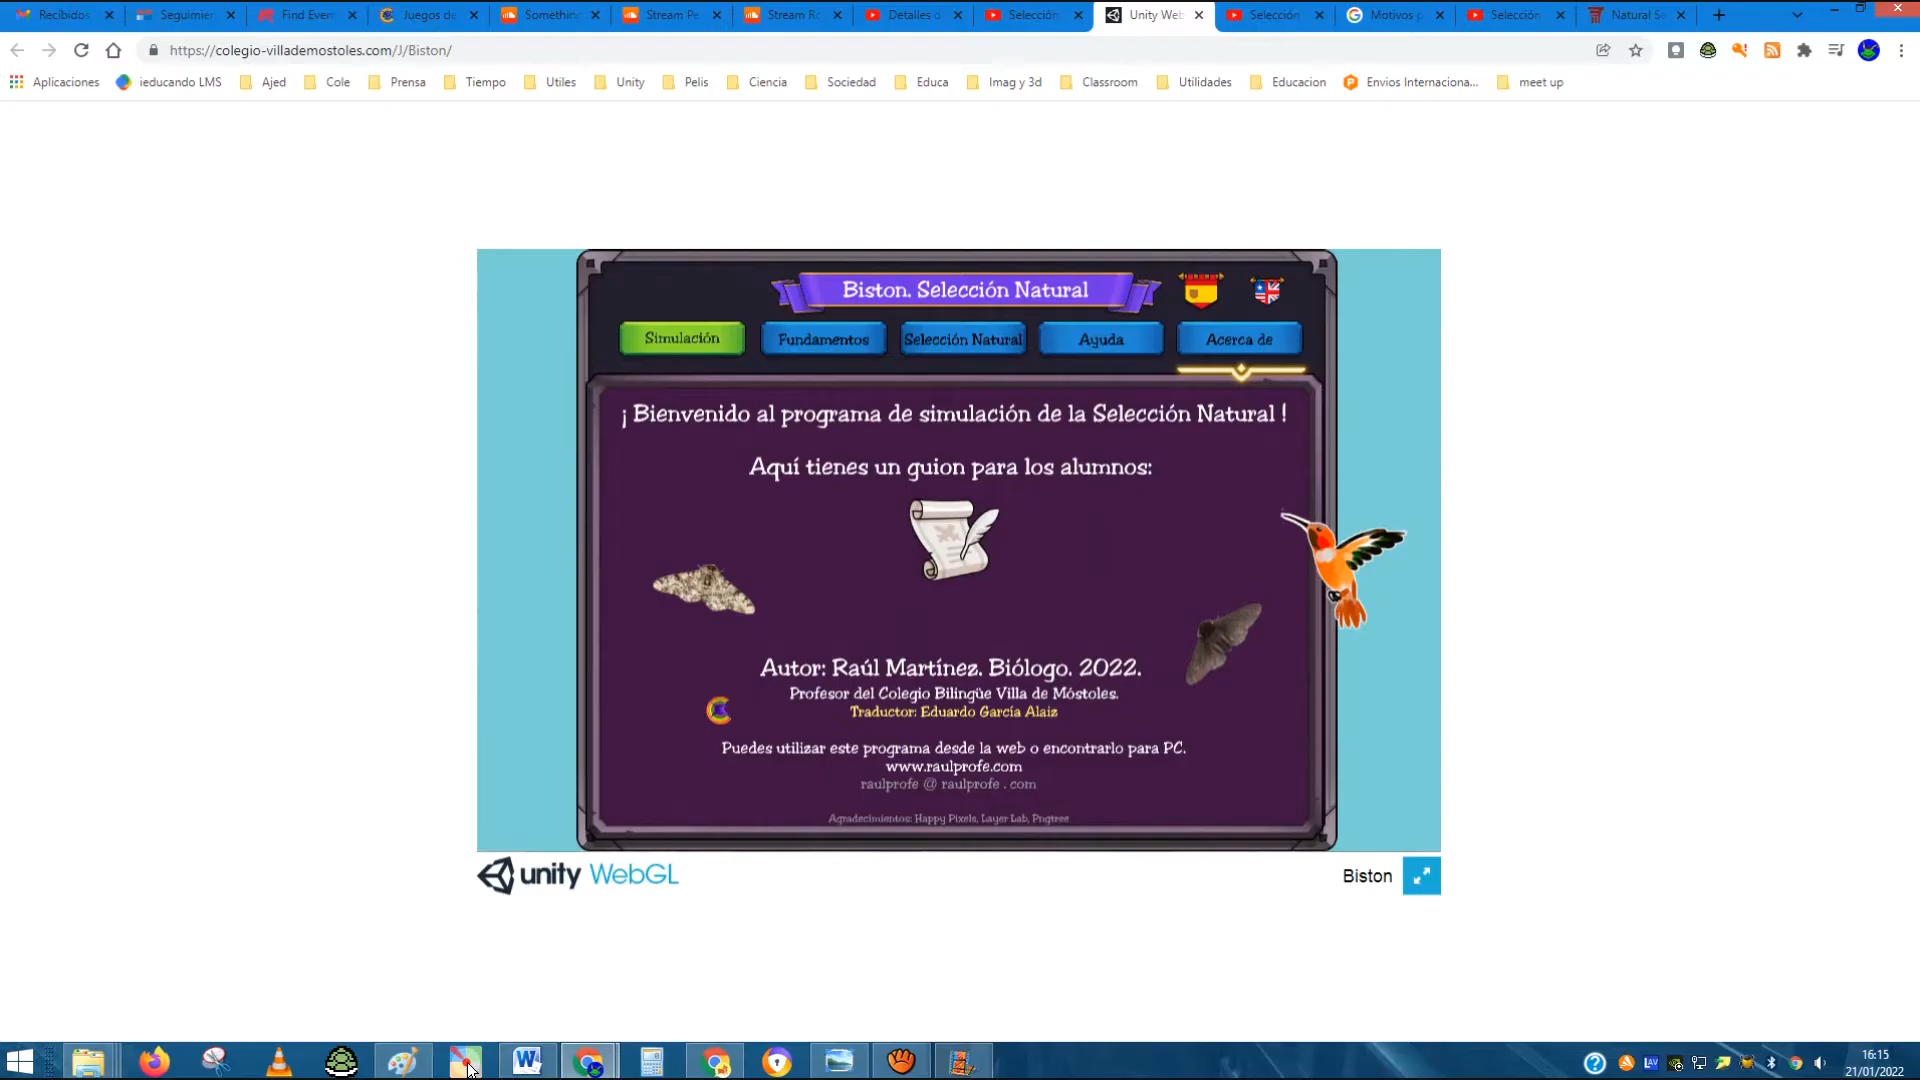 Recibidos
Seguimien
Find Even
Juegos de
Somethin
Stream Pe
Stream Ro
Detalles d
Selección
Unity Web
Selección
Motivos p
Selección
Natural Se
https://colegio-villademostoles.com/J/Biston/
Aplicaciones
ieducando LMS
Ajed
Cole
Prensa
Tiempo
Utiles
Unity
Pelis
Ciencia
Sociedad
Educa
Imag y 3d
Classroom
Utilidades
Educacion
Envios Internaciona...
meet up
Biston. Selección Natural
Simulación
Fundamentos
Selección Natural
Ayuda
Acerca de
¡ Bienvenido al programa de simulación de la Selección Natural !
Aquí tienes un guion para los alumnos:
Autor: Raúl Martínez. Biólogo. 2022.
Profesor del Colegio Bilingüe Villa de Móstoles.
Traductor: Eduardo García Alaiz
Puedes utilizar este programa desde la web o encontrarlo para PC.
www.raulprofe.com
raulprofe @ raulprofe . com
Agradecimientos: Happy Pixels, Layer Lab, Pngtree
unity WebGL
Biston
LAV
16:15
21/01/2022